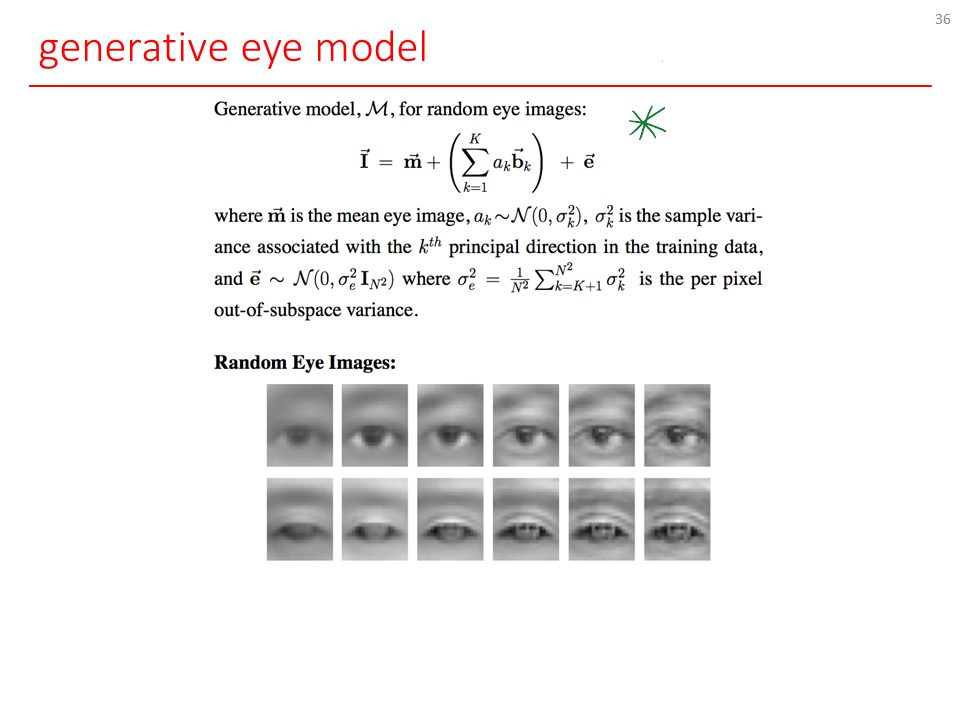 36
generative eye model
Generative model, M, for random eye images:
$\vec{\mathbf{I}} = \vec{\mathbf{m}} + \left( \sum_{k=1}^{K} a_k \vec{\mathbf{b}}_k \right) + \vec{\mathbf{e}}$
where $\vec{\mathbf{m}}$ is the mean eye image, $a_k \sim \mathcal{N}(0, \sigma_k^2)$, $\sigma_k^2$ is the sample vari-
ance associated with the $k^{th}$ principal direction in the training data,
and $\vec{\mathbf{e}} \sim \mathcal{N}(0, \sigma_e^2 \mathbf{I}_{N^2})$ where $\sigma_e^2 = \frac{1}{N^2} \sum_{k=K+1}^{N^2} \sigma_k^2$ is the per pixel
out-of-subspace variance.
Random Eye Images: